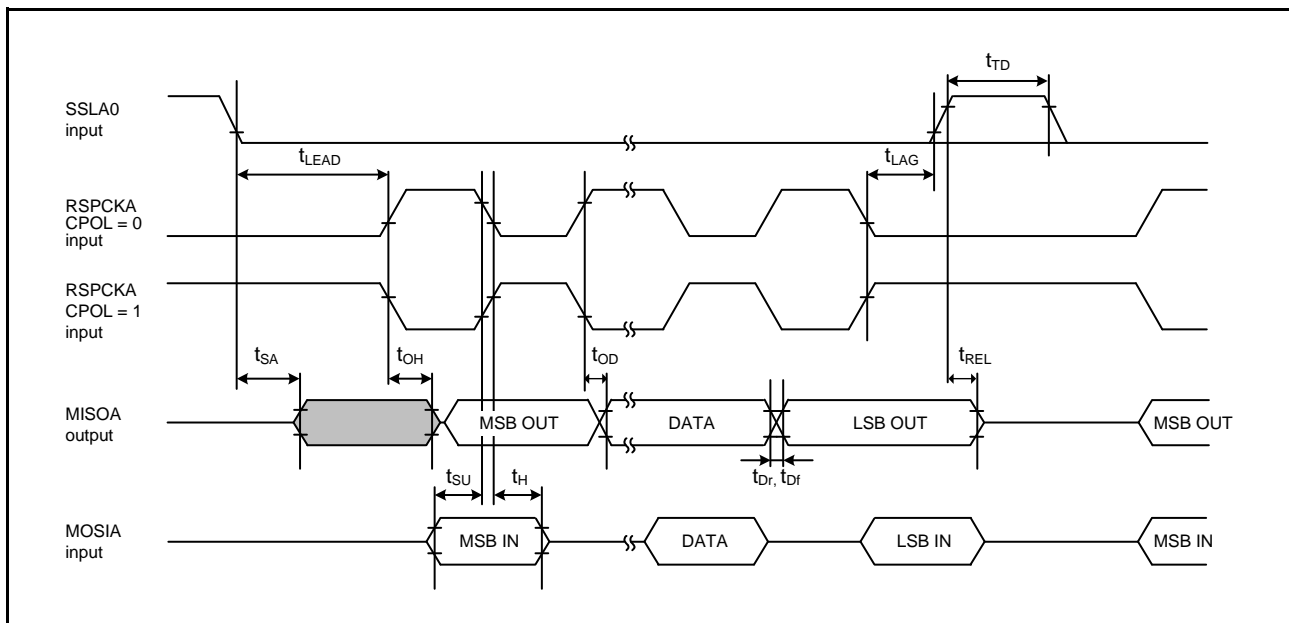 tTD
SSLA0
input
tLEAD
tLAG
RSPCKA
CPOL = 0
input
RSPCKA
CPOL = 1
input
tSA
tOH
tOD
tREL
MISOA
output
MSB OUT
DATA
LSB OUT
MSB OUT
tSU
tH
tDr, tDf
MOSIA
input
MSB IN
DATA
LSB IN
MSB IN